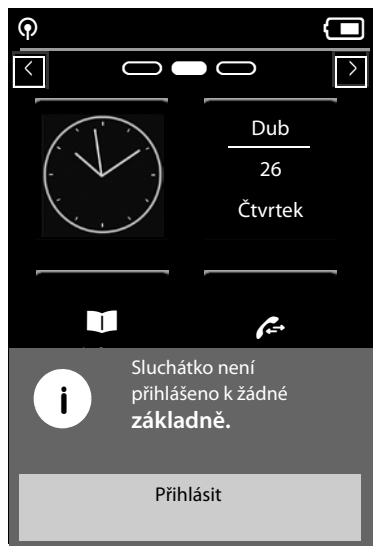 Dub
26
Čtvrtek
Sluchátko není
přihlášeno k žádné
základně.
Přihlásit